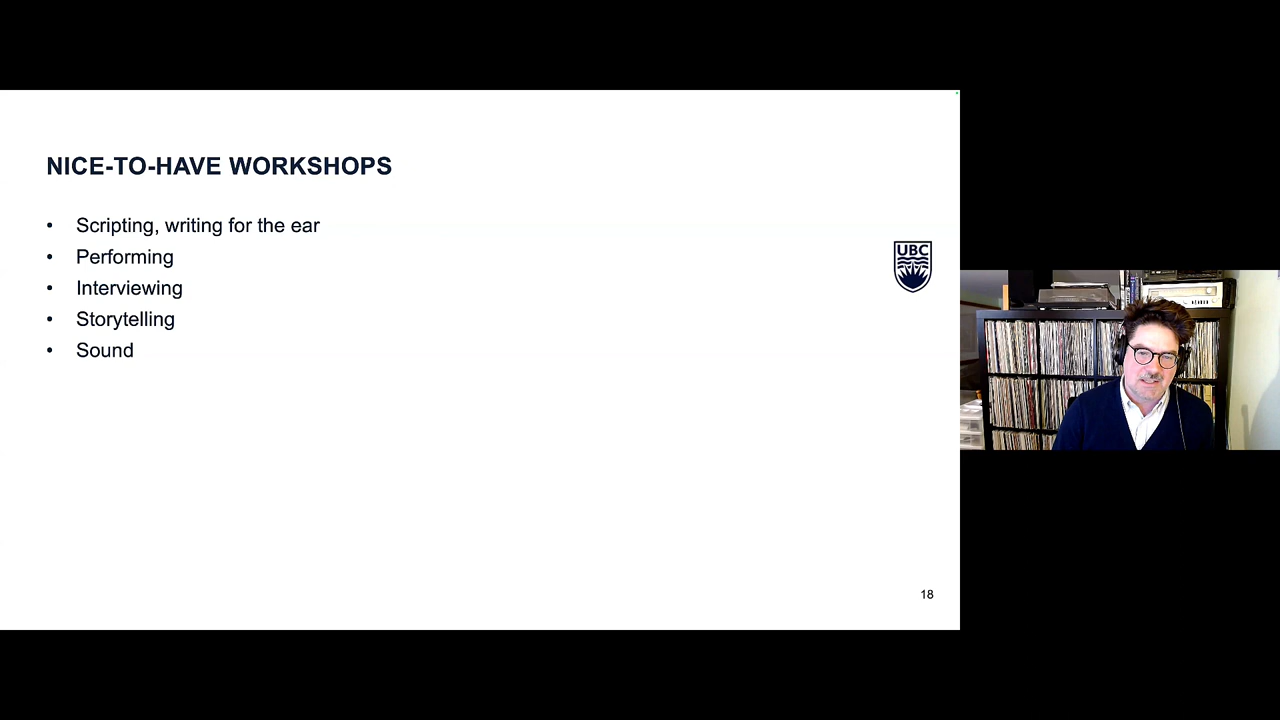 NICE-TO-HAVE WORKSHOPS
• Scripting, writing for the ear
• Performing
• Interviewing
• Storytelling
• Sound
UBC
18